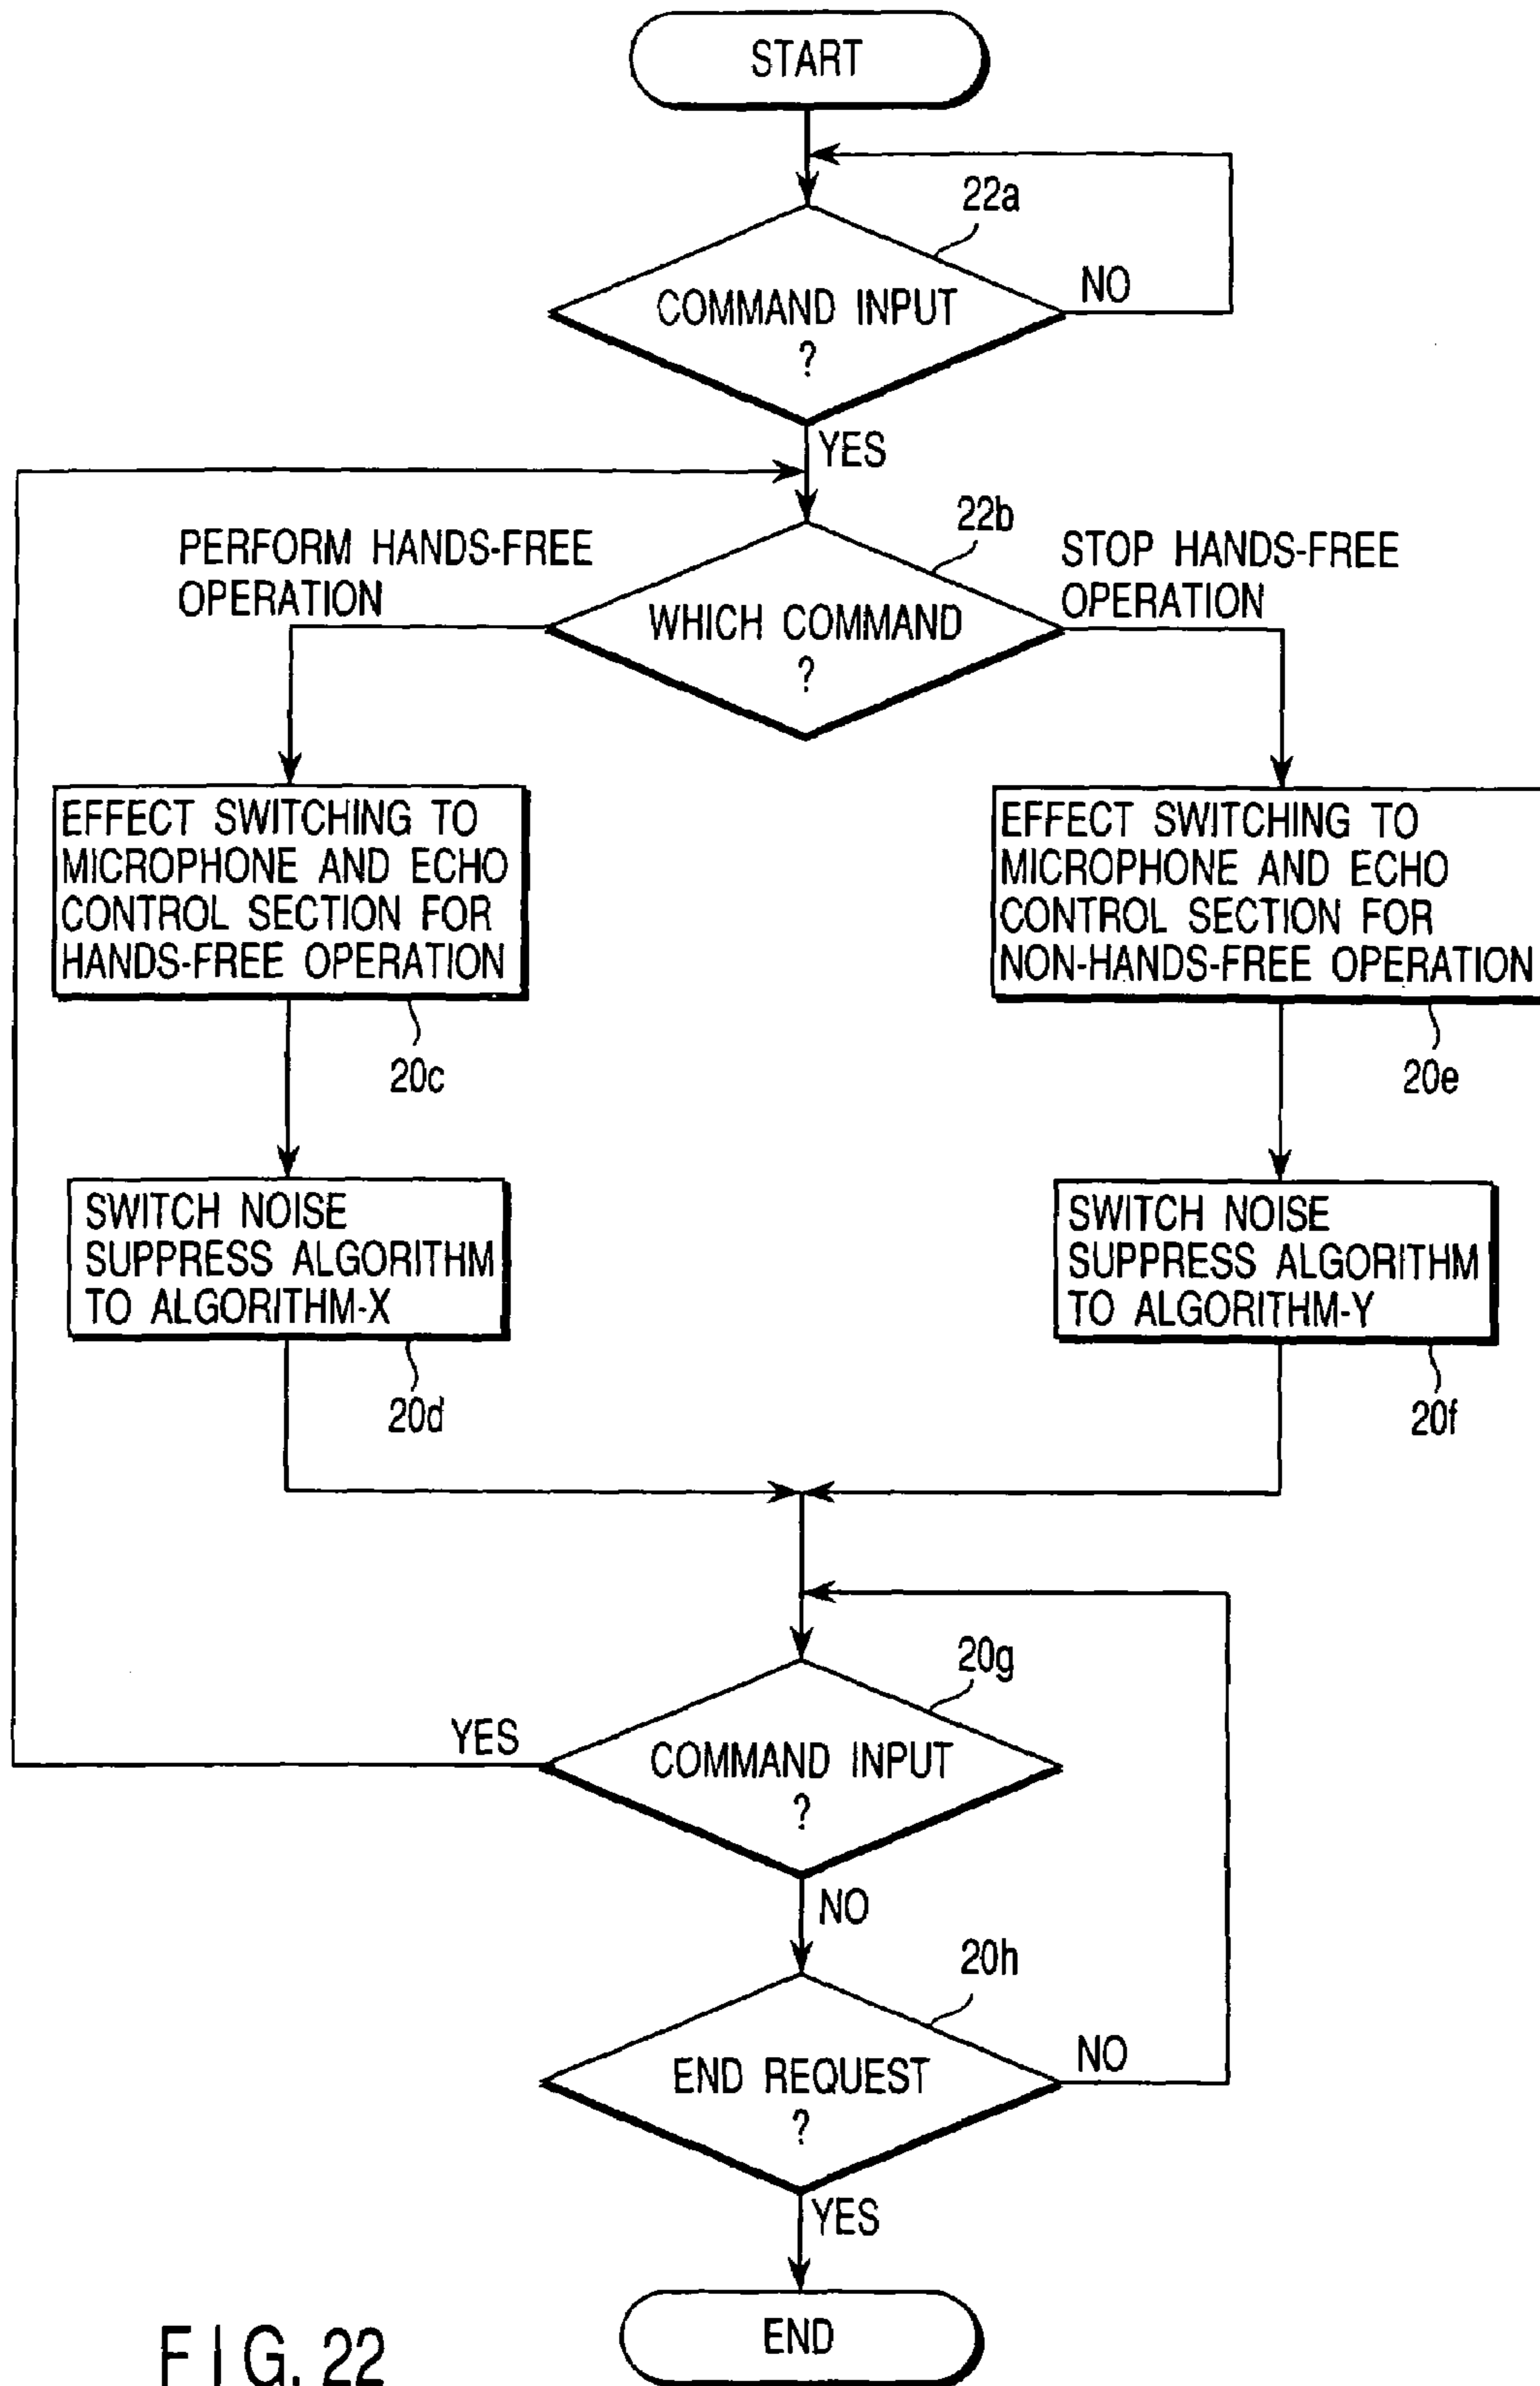 START
22a
NO
COMMAND INPUT
?
YES
22b
PERFORM HANDS-FREE
OPERATION
STOP HANDS-FREE
OPERATION
WHICH COMMAND
?
EFFECT SWITCHING TO
MICROPHONE AND ECHO
CONTROL SECTION FOR
HANDS-FREE OPERATION
20c
EFFECT SWITCHING TO
MICROPHONE AND ECHO
CONTROL SECTION FOR
NON-HANDS-FREE OPERATION
20e
SWITCH NOISE
SUPPRESS ALGORITHM
TO ALGORITHM-X
20d
SWITCH NOISE
SUPPRESS ALGORITHM
TO ALGORITHM-Y
20f
20g
YES
COMMAND INPUT
?
NO
20h
NO
END REQUEST
?
YES
END
FIG. 22